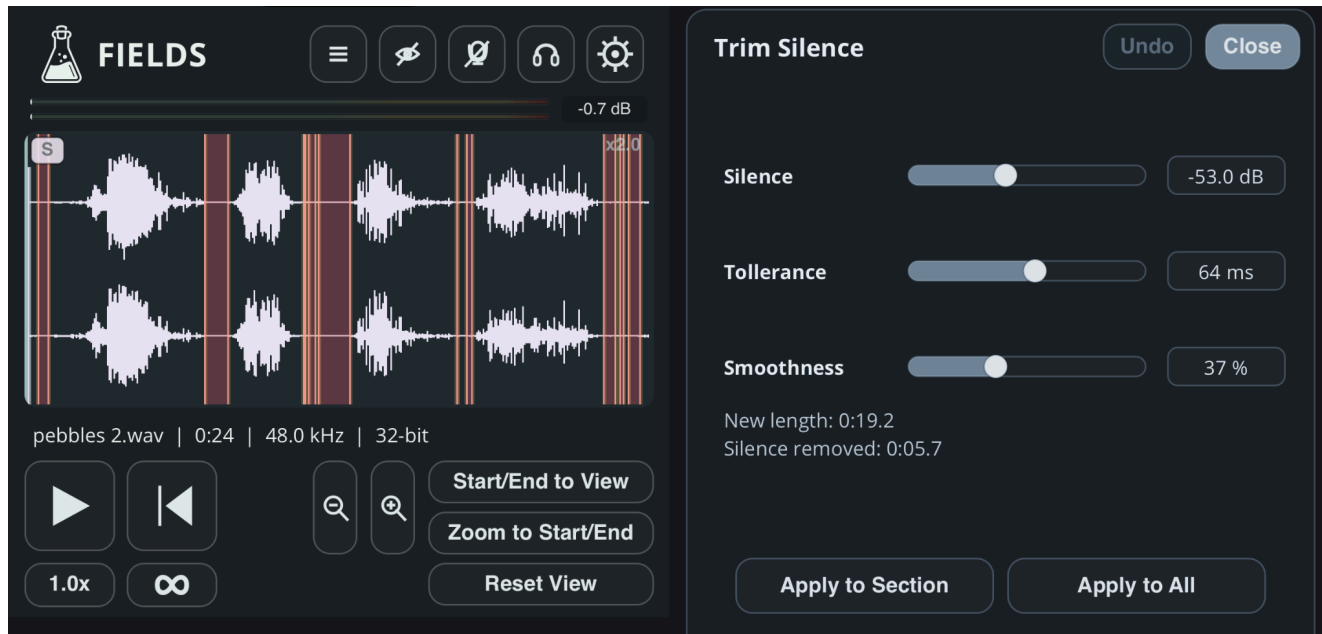 FIELDS
-0.7 dB
S
x2.0
pebbles 2.wav | 0:24 | 48.0 kHz | 32-bit
Start/End to View
Zoom to Start/End
1.0x
∞
Reset View
Trim Silence
Undo
Close
Silence
-53.0 dB
Tollerance
64 ms
Smoothness
37 %
New length: 0:19.2
Silence removed: 0:05.7
Apply to Section
Apply to All